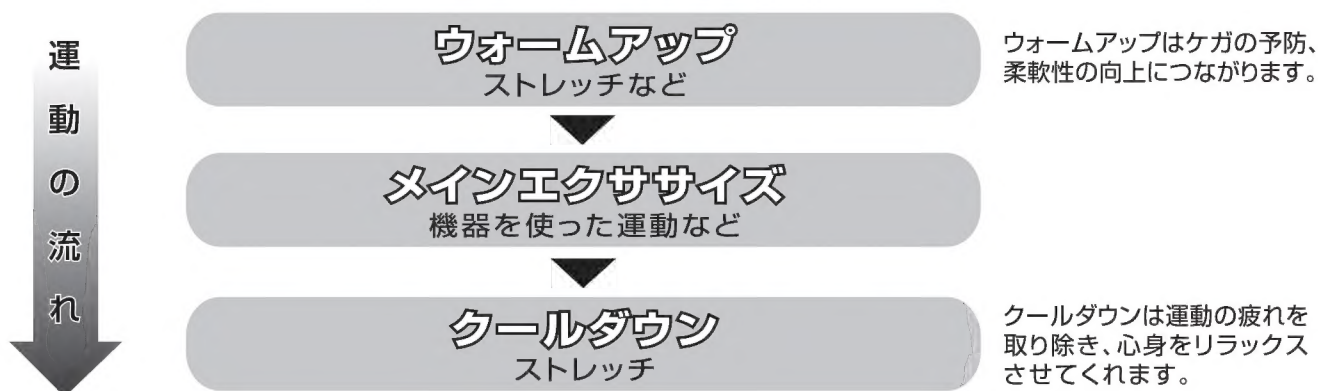 運動の流れ
ウォームアップ
ストレッチなど
ウォームアップはケガの予防、
柔軟性の向上につながります。
メインエクササイズ
機器を使った運動など
クールダウン
ストレッチ
クールダウンは運動の疲れを
取り除き、心身をリラックス
させてくれます。